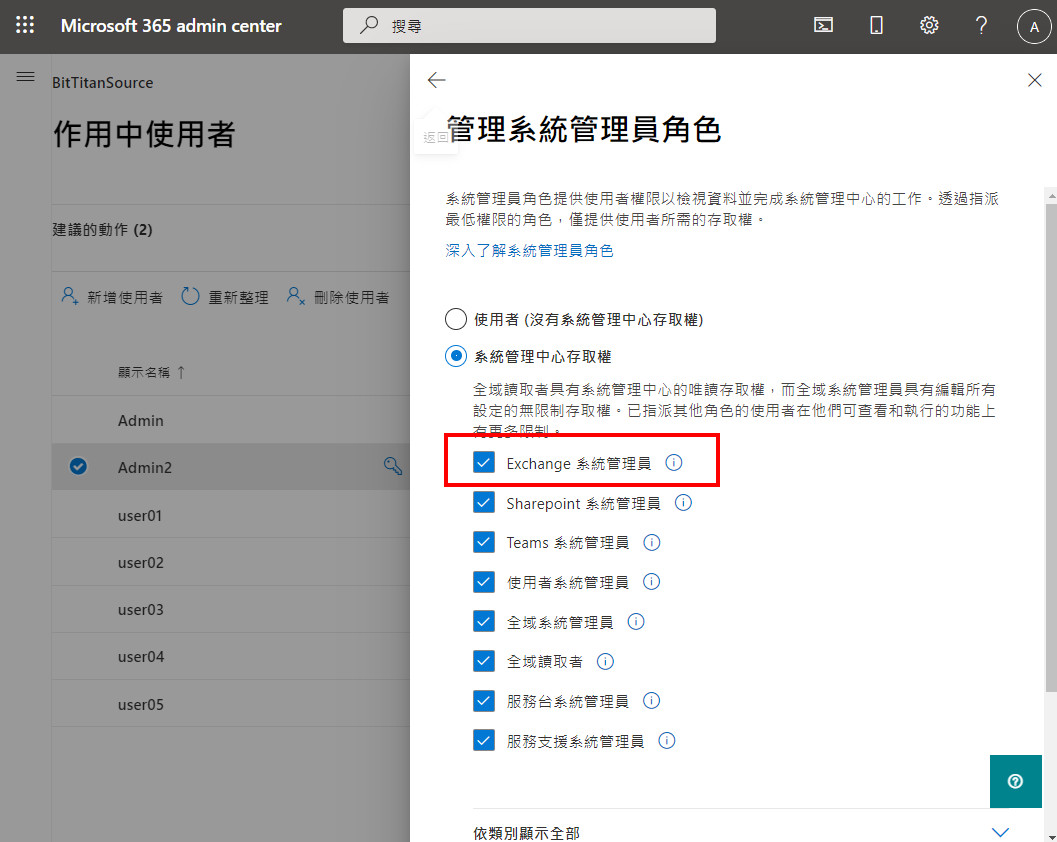 Microsoft 365 admin center
搜尋
A
BitTitanSource
作用中使用者
建議的動作 (2)
新增使用者
重新整理
刪除使用者
顯示名稱 ↑
Admin
Admin2
user01
user02
user03
user04
user05
返回
管理系統管理員角色
系統管理員角色提供使用者權限以檢視資料並完成系統管理中心的工作。透過指派
最低權限的角色，僅提供使用者所需的存取權。
深入了解系統管理員角色
使用者 (沒有系統管理中心存取權)
系統管理中心存取權
全域讀取者具有系統管理中心的唯讀存取權，而全域系統管理員具有編輯所有
設定的無限制存取權。已指派其他角色的使用者在他們可查看和執行的功能上
有更多限制。
Exchange 系統管理員
Sharepoint 系統管理員
Teams 系統管理員
使用者系統管理員
全域系統管理員
全域讀取者
服務台系統管理員
服務支援系統管理員
依類別顯示全部